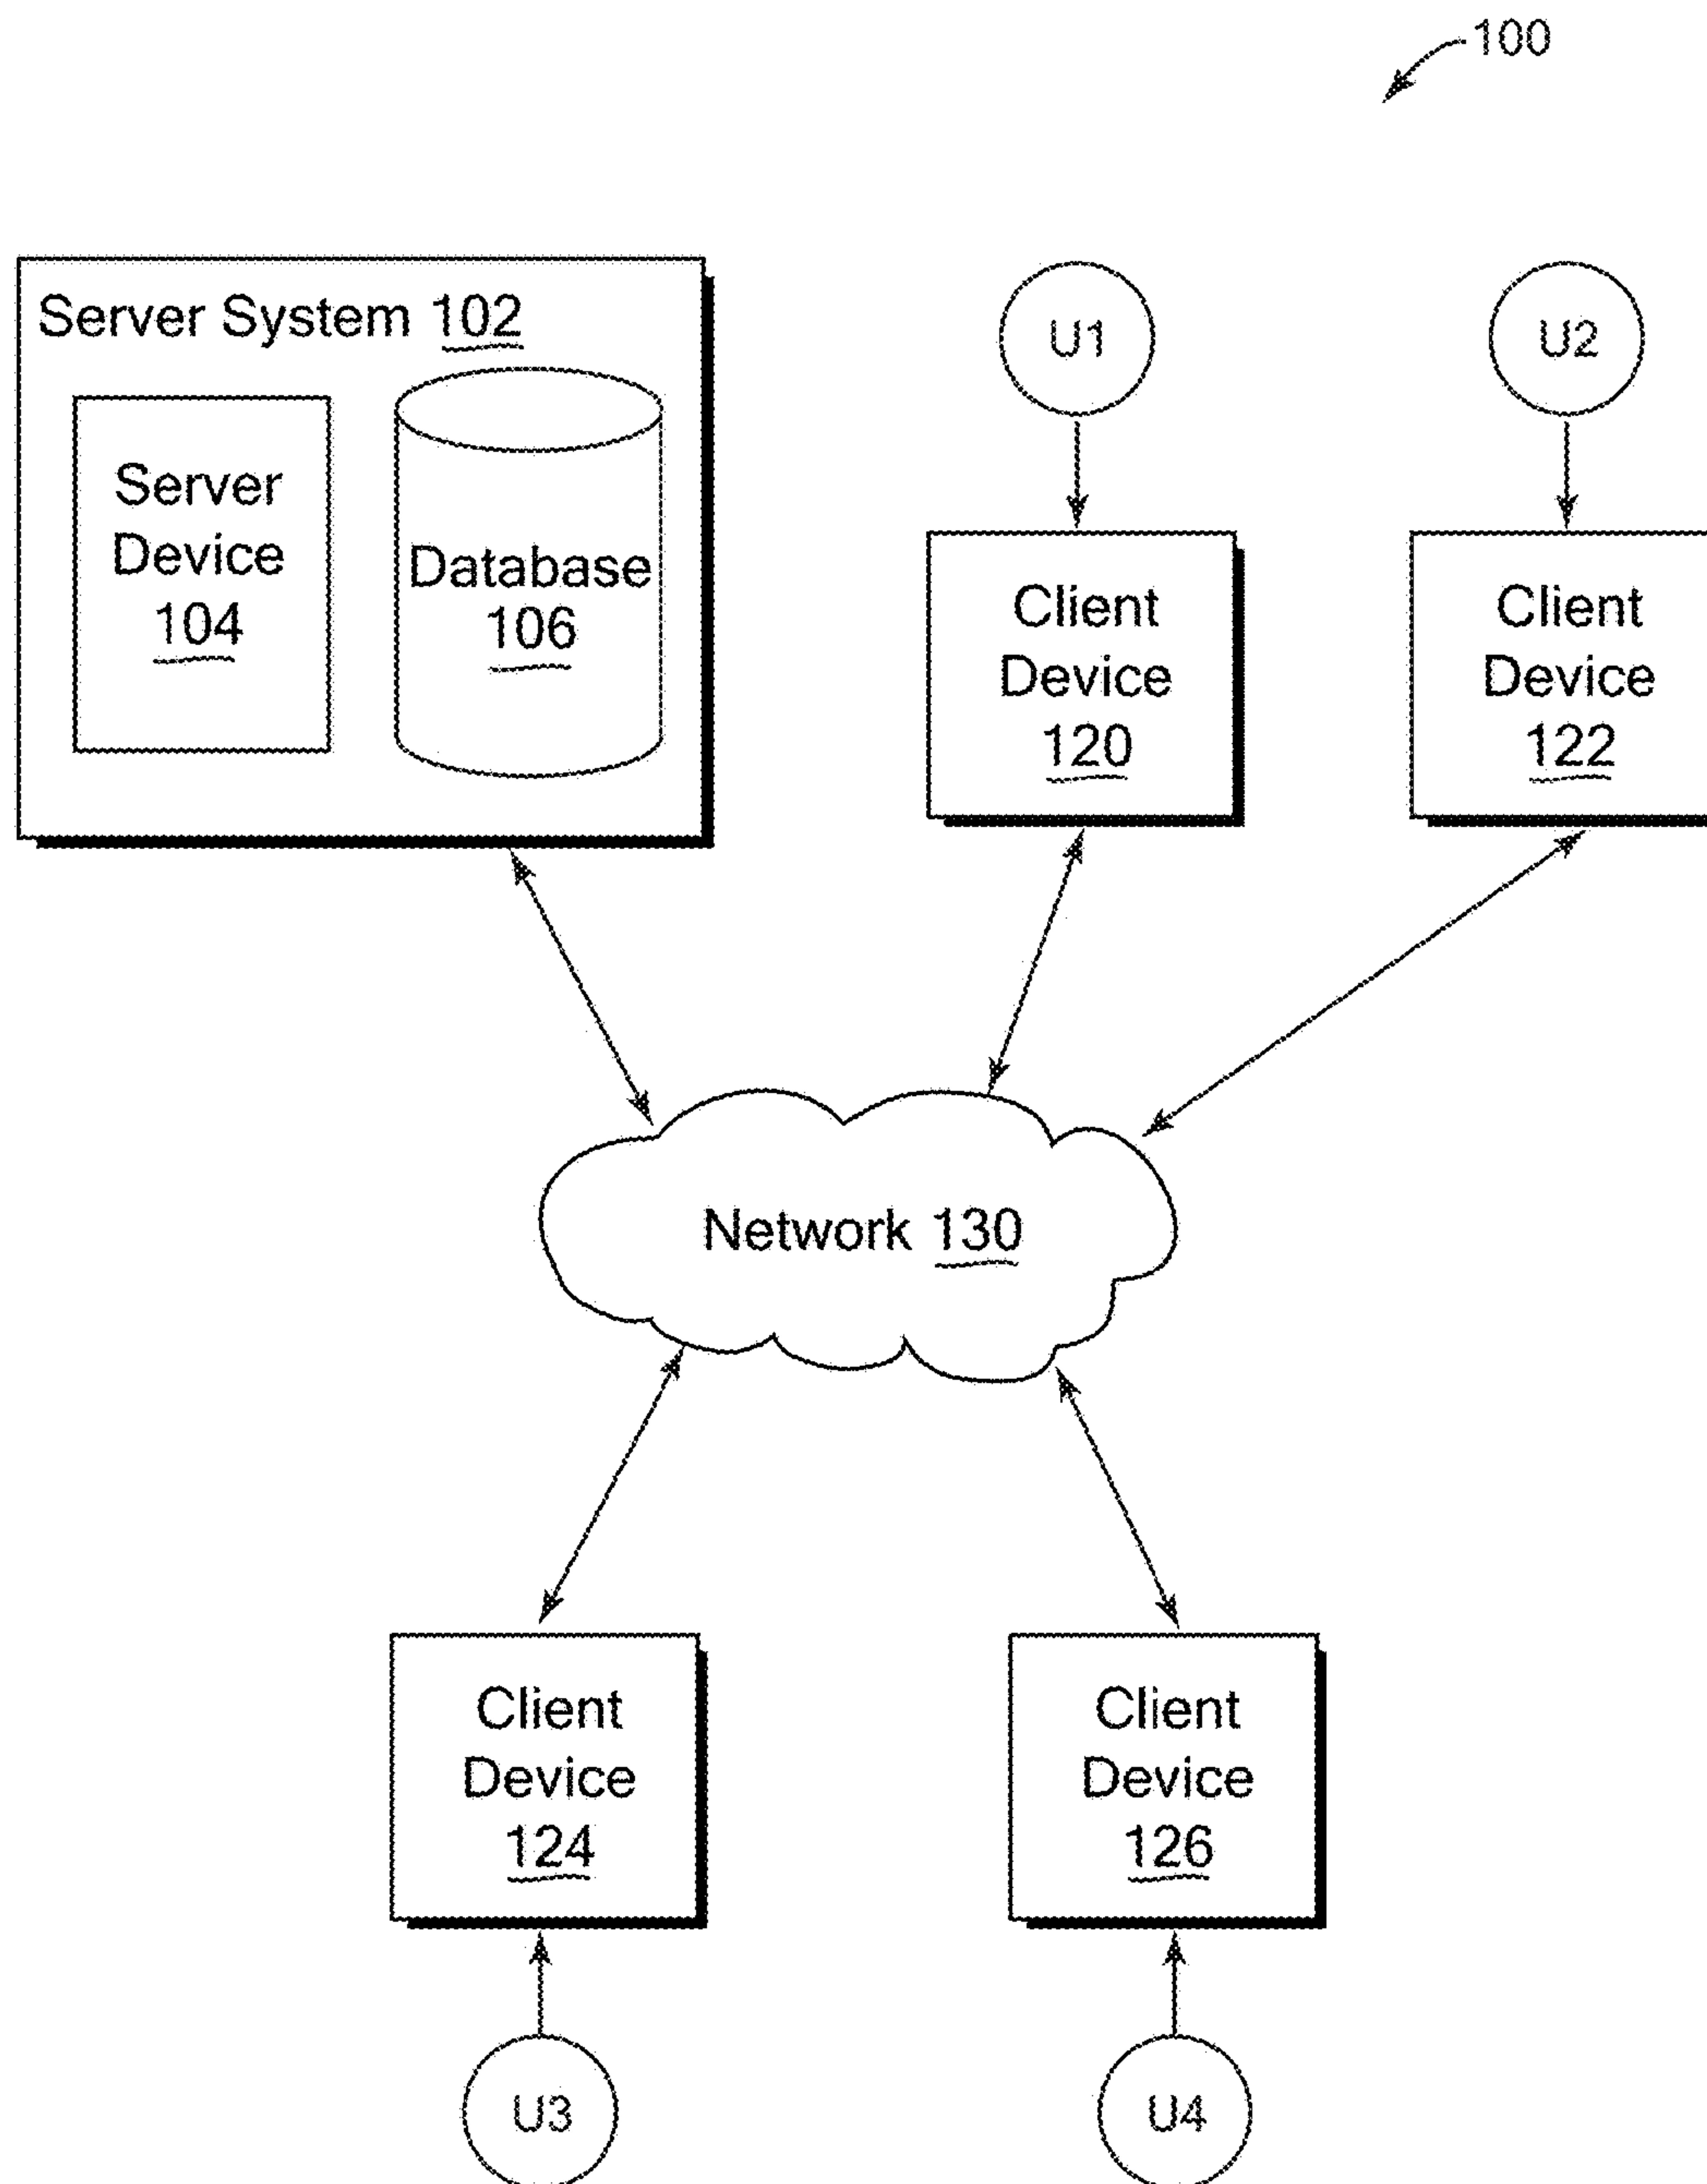 100
Server System 102
Server
Device
104
Database
106
U1
U2
Client
Device
120
Client
Device
122
Network 130
Client
Device
124
Client
Device
126
U3
U4